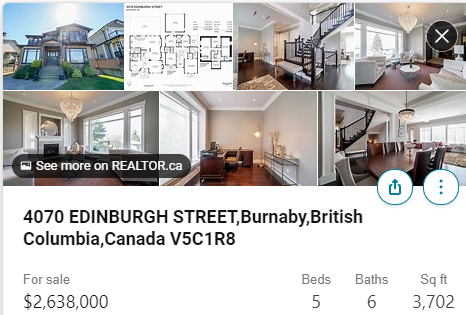 4070 EDINBURGH STREET
See more on REALTOR.ca
4070 EDINBURGH STREET,Burnaby,British
Columbia,Canada V5C1R8
For sale Beds Baths Sq ft
$2,638,000 5 6 3,702